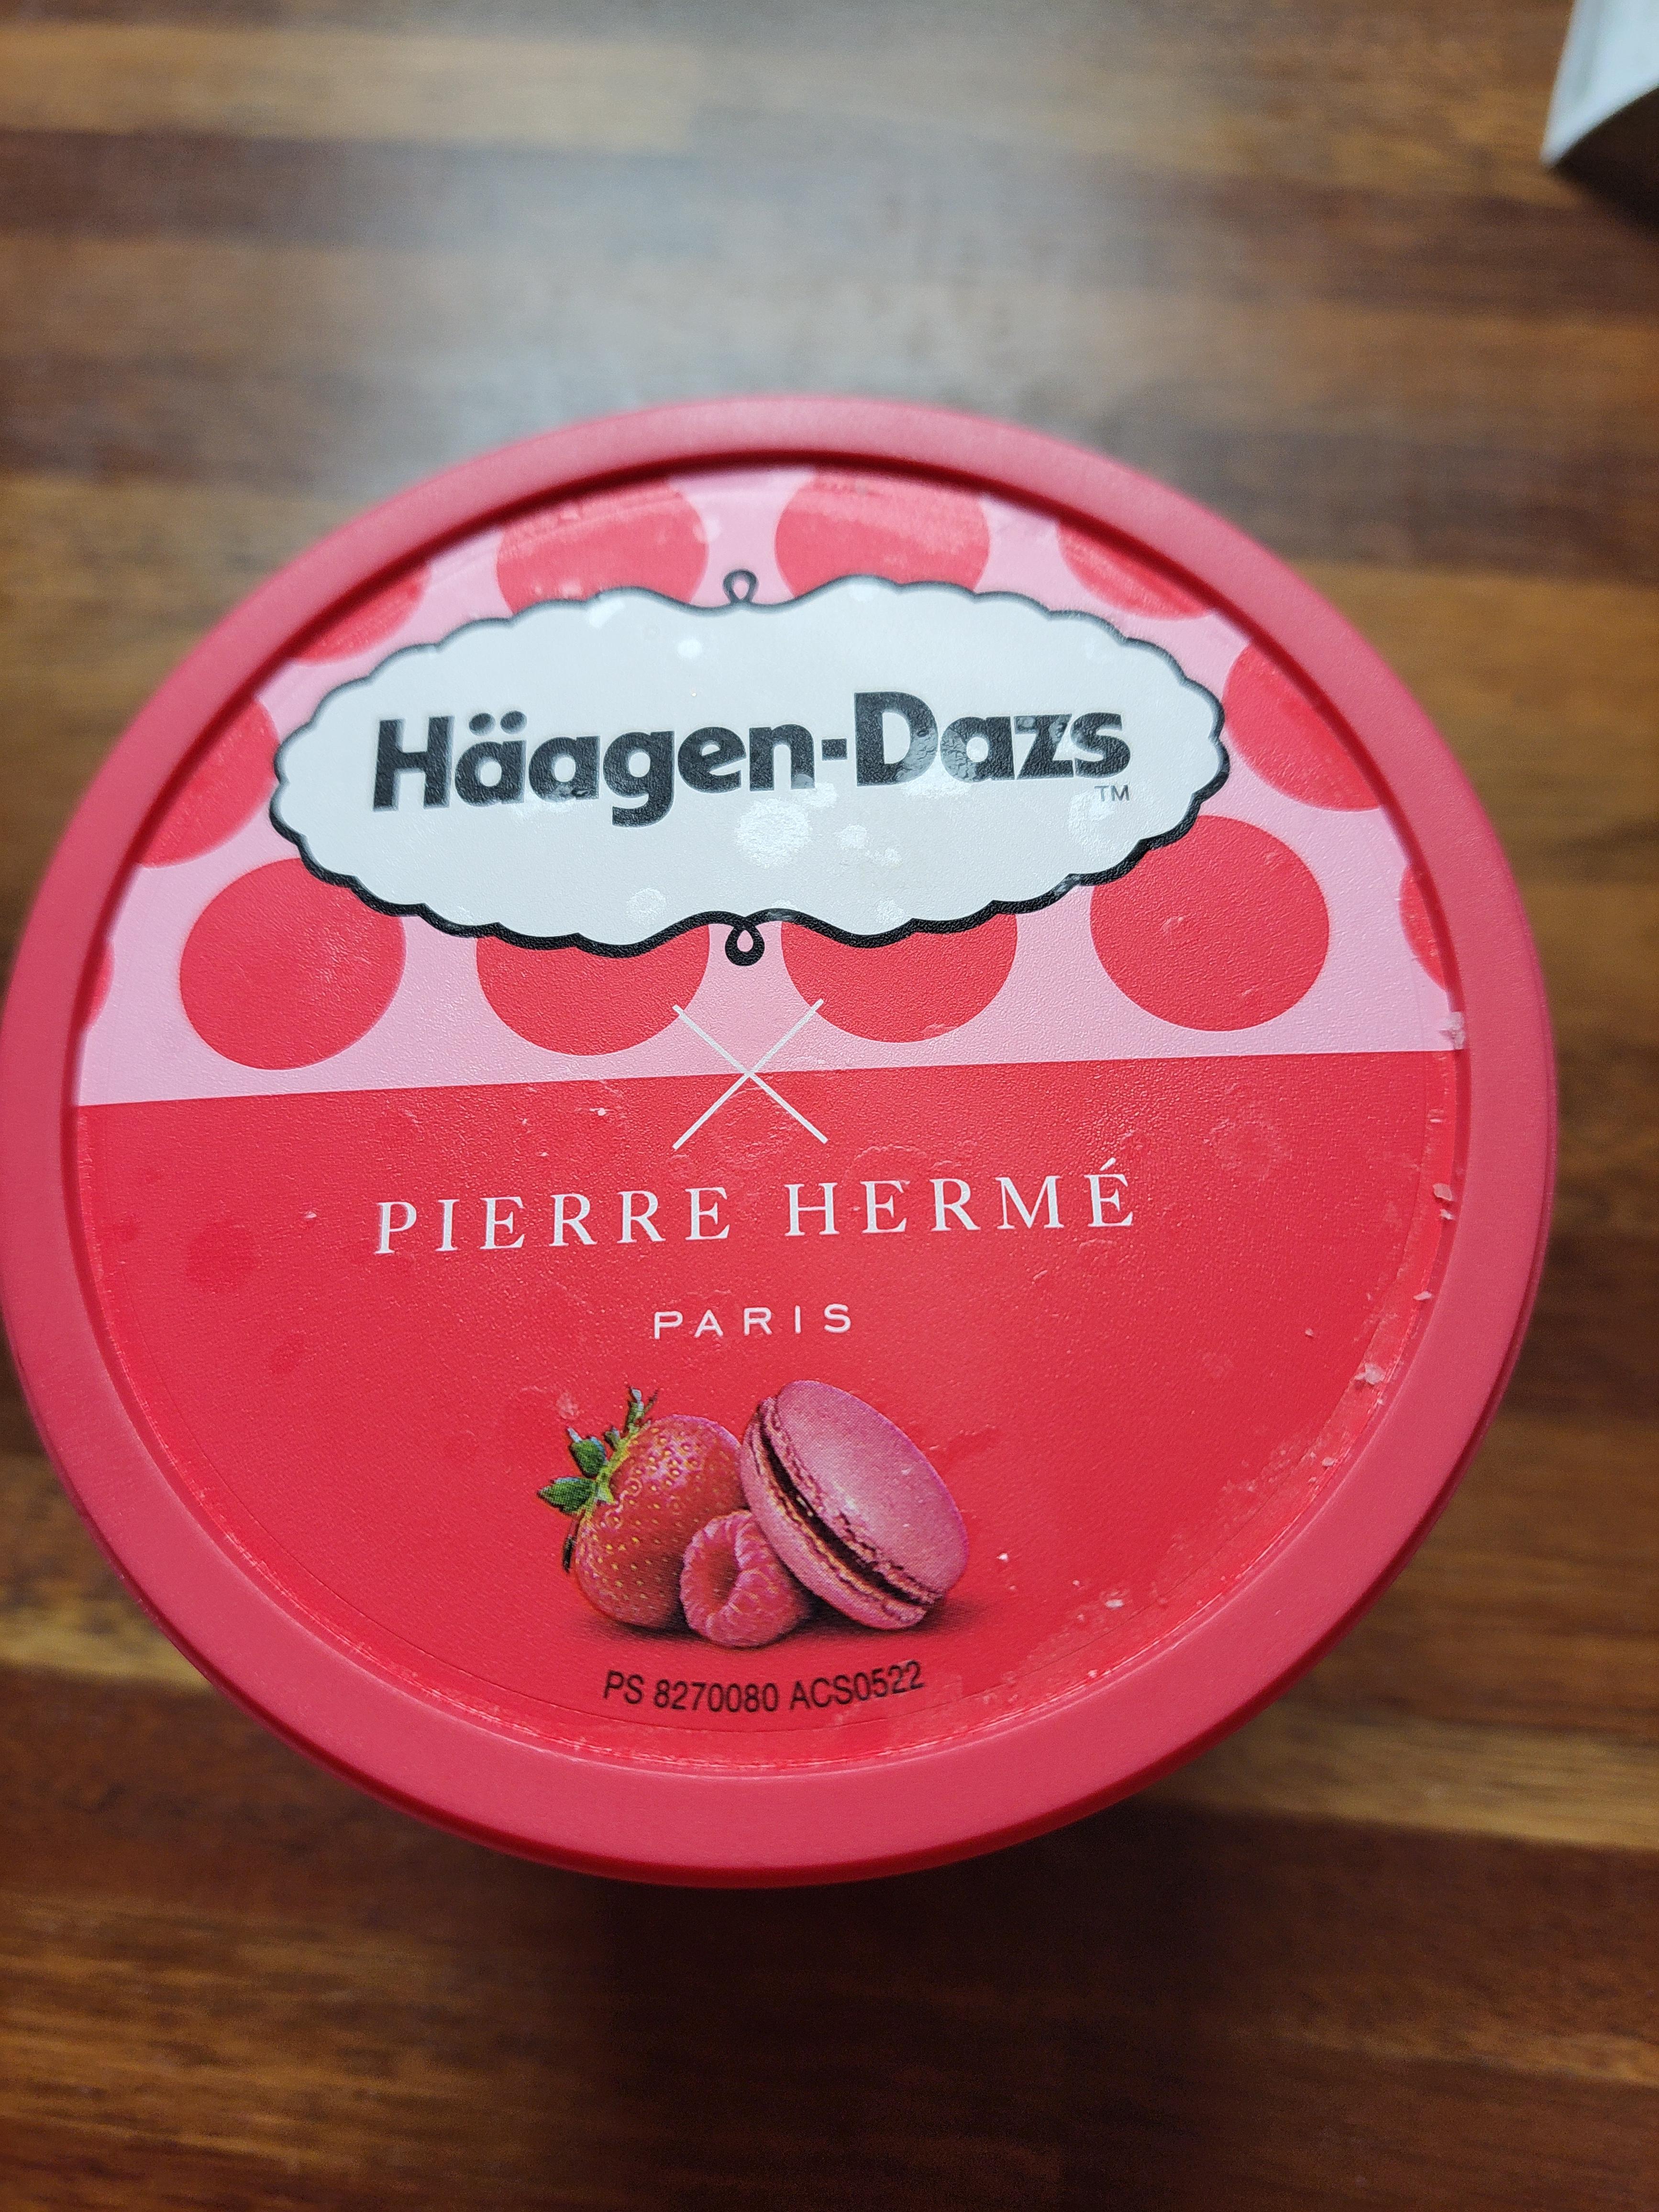 Häagen-Dazs
TM
PIERRE HERMÉ
PARIS
PS 8270080 ACS0522